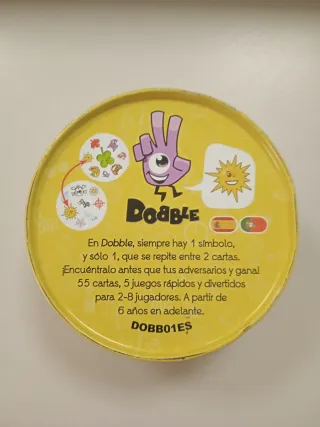 DOBBLE
En Dobble, siempre hay 1 símbolo,
y sólo 1, que se repite entre 2 cartas.
¡Encuéntralo antes que tus adversarios y gana!
55 cartas, 5 juegos rápidos y divertidos
para 2-8 jugadores. A partir de
6 años en adelante.
DOBB01ES